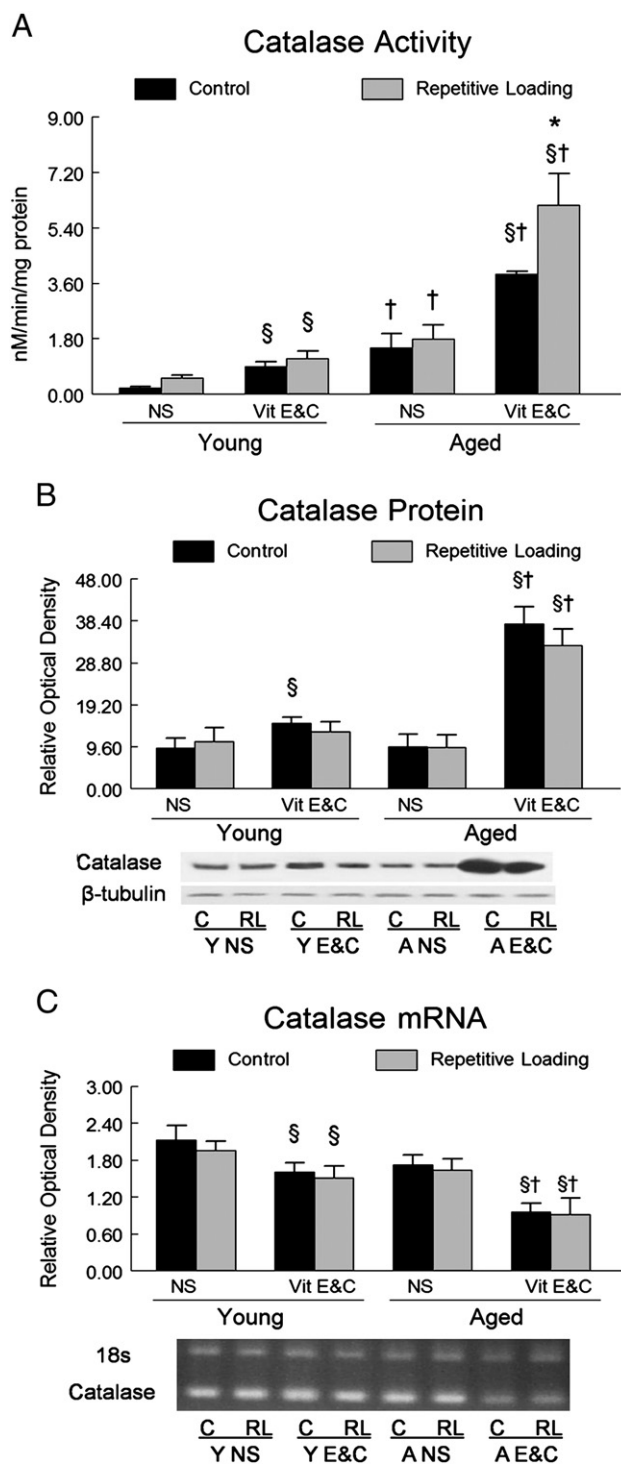 A
Catalase Activity
Control Repetitive Loading
nM/min/mg protein
9.00
7.20
5.40
3.60
1.80
0.00
§ § † † §† * §†
NS Vit E&C NS Vit E&C
Young Aged
B
Catalase Protein
Control Repetitive Loading
Relative Optical Density
48.00
38.40
28.80
19.20
9.60
0.00
§ §† §†
NS Vit E&C NS Vit E&C
Young Aged
Catalase
β-tubulin
C RL C RL C RL C RL
Y NS Y E&C A NS A E&C
C
Catalase mRNA
Control Repetitive Loading
Relative Optical Density
3.00
2.40
1.80
1.20
0.60
0.00
§ § §† §†
NS Vit E&C NS Vit E&C
Young Aged
18s
Catalase
C RL C RL C RL C RL
Y NS Y E&C A NS A E&C